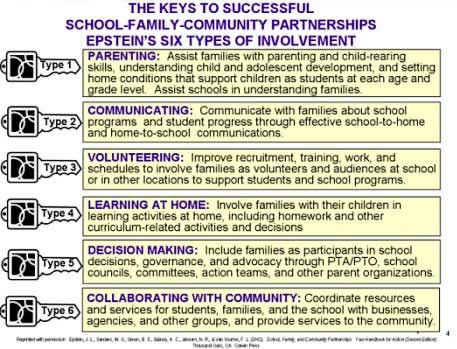 THE KEYS TO SUCCESSFUL
SCHOOL-FAMILY-COMMUNITY PARTNERSHIPS
EPSTEIN'S SIX TYPES OF INVOLVEMENT
Type 1
PARENTING: Assist families with parenting and child-rearing
skills, understanding child and adolescent development, and setting
home conditions that support children as students at each age and
grade level. Assist schools in understanding families.
Type 2
COMMUNICATING: Communicate with families about school
programs and student progress through effective school-to-home
and home-to-school communications.
Type 3
VOLUNTEERING: Improve recruitment, training, work, and
schedules to involve families as volunteers and audiences at school
or in other locations to support students and school programs.
Type 4
LEARNING AT HOME: Involve families with their children in
learning activities at home, including homework and other
curriculum-related activities and decisions
Type 5
DECISION MAKING: Include families as participants in school
decisions, governance, and advocacy through PTA/PTO, school
councils, committees, action teams, and other parent organizations.
Type 6
COLLABORATING WITH COMMUNITY: Coordinate resources
and services for students, families, and the school with businesses,
agencies, and other groups, and provide services to the community.
4
Reprinted with permission: Epstein, J. L., Sanders, M. G., Simon, B. S., Salinas, K. C., Jansorn, N. R., & Van Voorhis, F. L. (2002). School, Family, and Community Partnerships: Your Handbook for Action (Second Edition).
Thousand Oaks, CA: Corwin Press.